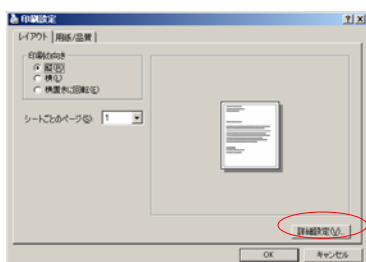 印刷設定
レイアウト 用紙/品質
印刷の向き
縦(P)
横(L)
横置きに回転(E)
シートごとのページ(S): 1
詳細設定(V)...
OK キャンセル